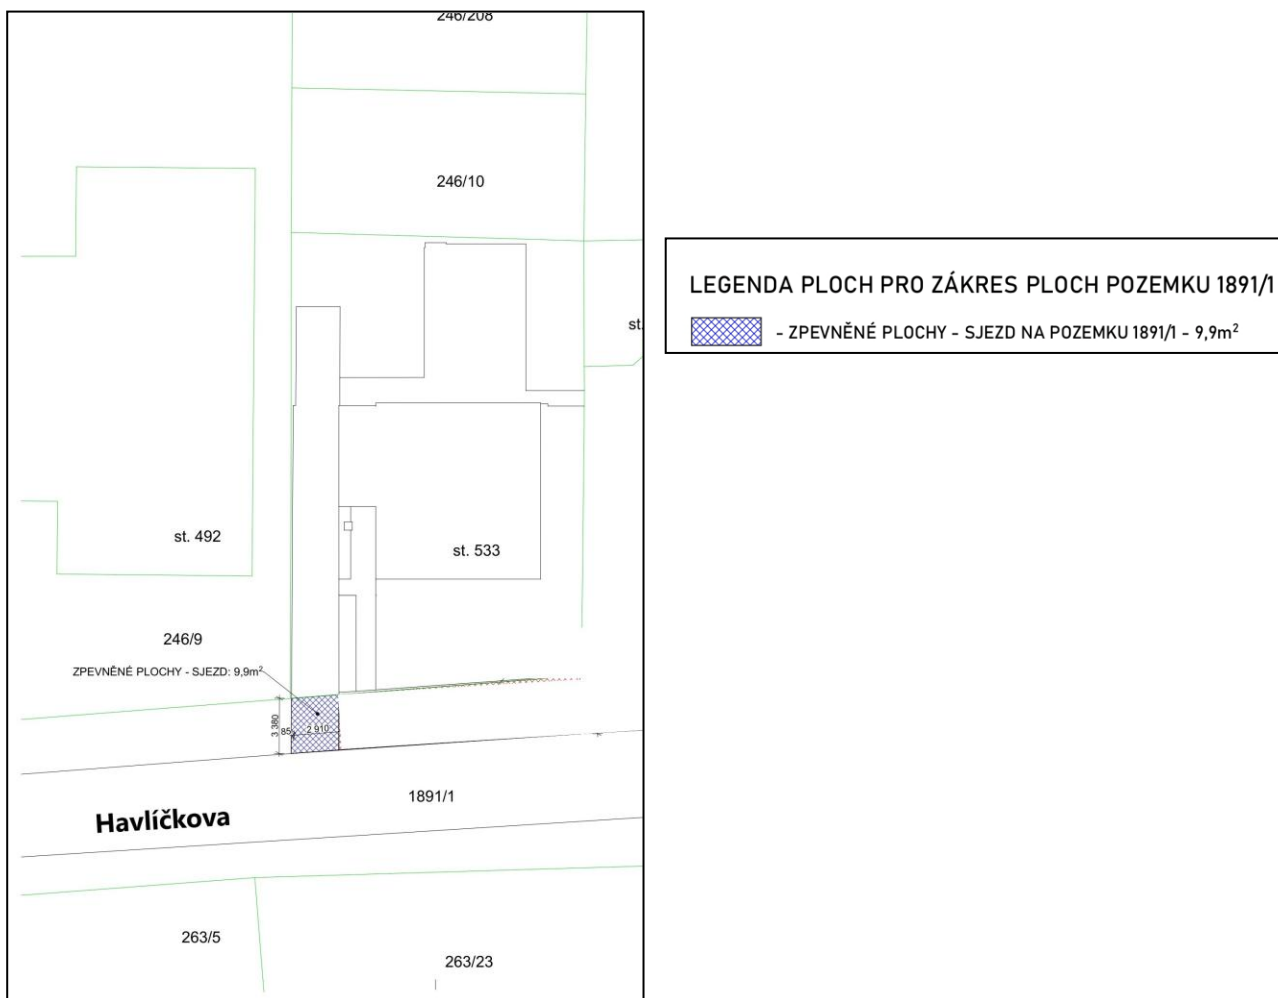 246/208
246/10
st.
LEGENDA PLOCH PRO ZÁKRES PLOCH POZEMKU 1891/1
- ZPEVNĚNÉ PLOCHY - SJEZD NA POZEMKU 1891/1 - 9,9m²
st. 492
st. 533
246/9
ZPEVNĚNÉ PLOCHY - SJEZD: 9,9m²
3 380
85
2 910
1891/1
Havlíčkova
263/5
263/23